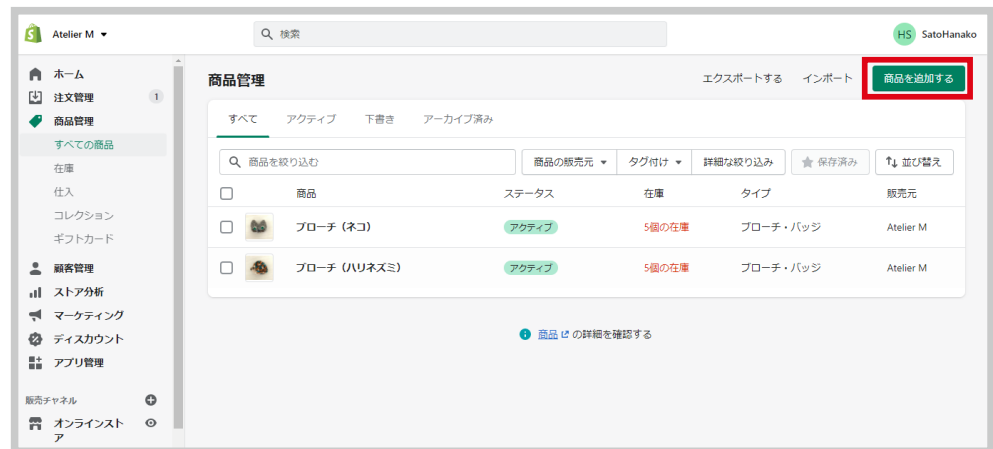 Atelier M
検索
HS SatoHanako
ホーム
注文管理 1
商品管理
すべての商品
在庫
仕入
コレクション
ギフトカード
顧客管理
ストア分析
マーケティング
ディスカウント
アプリ管理
販売チャネル
オンラインスト
ア
商品管理
エクスポートする インポート 商品を追加する
すべて アクティブ 下書き アーカイブ済み
商品を絞り込む 商品の販売元 タグ付け 詳細な絞り込み 保存済み 並び替え
商品 ステータス 在庫 タイプ 販売元
ブローチ（ネコ） アクティブ 5個の在庫 ブローチ・バッジ Atelier M
ブローチ（ハリネズミ） アクティブ 5個の在庫 ブローチ・バッジ Atelier M
商品 の詳細を確認する